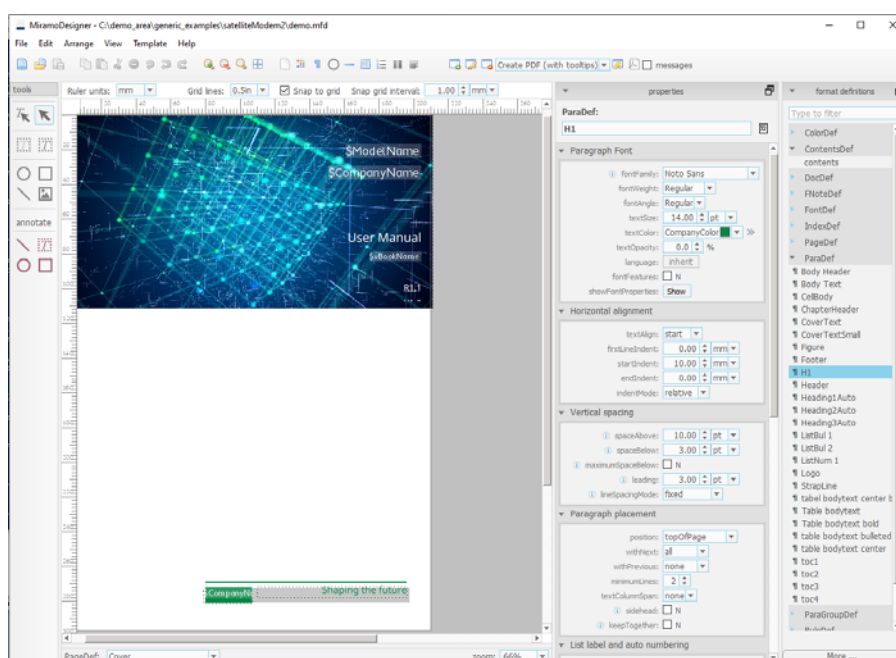 MiramoDesigner - C:\demo_area\generic_examples\satelliteModem2\demo.mfd
File Edit Arrange View Template Help
Create PDF (with tooltips) messages
tools
Ruler units: mm Grid lines: 0.5in Snap to grid Snap grid interval: 1.00 mm
annotate
$ModelName
$CompanyName
User Manual
$sBookName
R1.1
Shaping the future
PageDef: Cover zoom: 66%
properties
ParaDef:
H1
Paragraph Font
fontFamily: Noto Sans
fontWeight: Regular
fontAngle: Regular
textSize: 14.00 pt
textColor: CompanyColor
textOpacity: 0.0 %
language: inherit
fontFeatures: N
showFontProperties: Show
Horizontal alignment
textAlign: start
firstLineIndent: 0.00 mm
startIndent: 10.00 mm
endIndent: 0.00 mm
indentMode: relative
Vertical spacing
spaceAbove: 10.00 pt
spaceBelow: 3.00 pt
maximumSpaceBelow: N
leading: 3.00 pt
lineSpacingMode: fixed
Paragraph placement
position: topOfPage
withNext: all
withPrevious: none
minimumLines: 2
textColumnSpan: none
sidehead: N
keepTogether: N
List label and auto numbering
format definitions
Type to filter
ColorDef
ContentsDef
contents
DocDef
FNoteDef
FontDef
IndexDef
PageDef
ParaDef
Body Header
Body Text
CellBody
ChapterHeader
CoverText
CoverTextSmall
Figure
Footer
H1
Header
Heading1Auto
Heading2Auto
Heading3Auto
ListBul 1
ListBul 2
ListNum 1
Logo
StrapLine
tabel bodytext center b
Table bodytext
Table bodytext bold
table bodytext bulleted
table bodytext center
toc1
toc2
toc3
toc4
ParaGroupDef
More ...